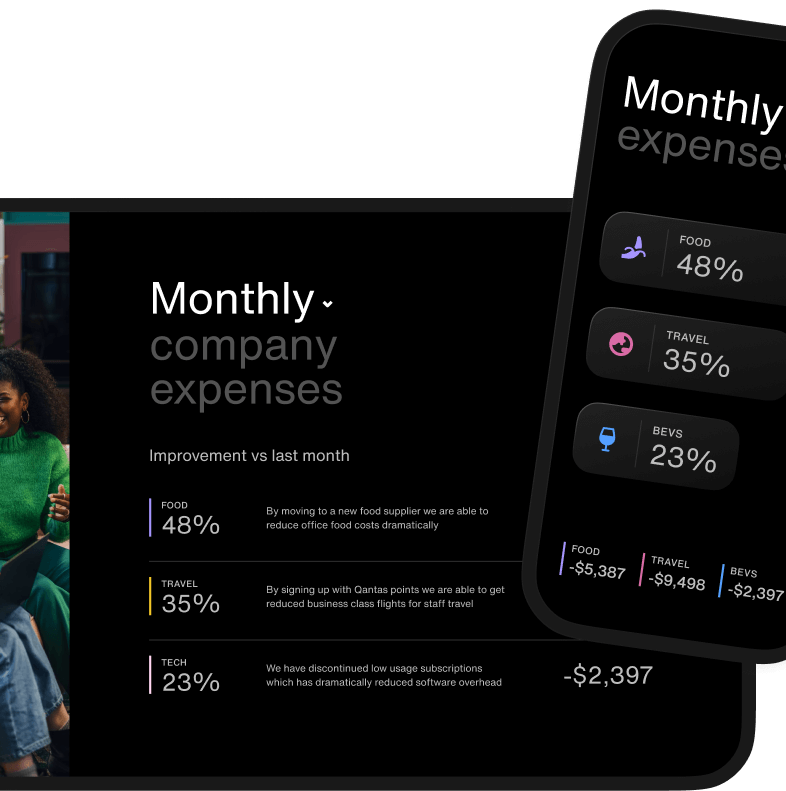 Monthly
expenses
FOOD
48%
TRAVEL
35%
BEVS
23%
FOOD
-$5,387
TRAVEL
-$9,498
BEVS
-$2,397
Monthly
company
expenses
Improvement vs last month
FOOD
48%
By moving to a new food supplier we are able to
reduce office food costs dramatically
TRAVEL
35%
By signing up with Qantas points we are able to get
reduced business class flights for staff travel
TECH
23%
We have discontinued low usage subscriptions
which has dramatically reduced software overhead
-$2,397